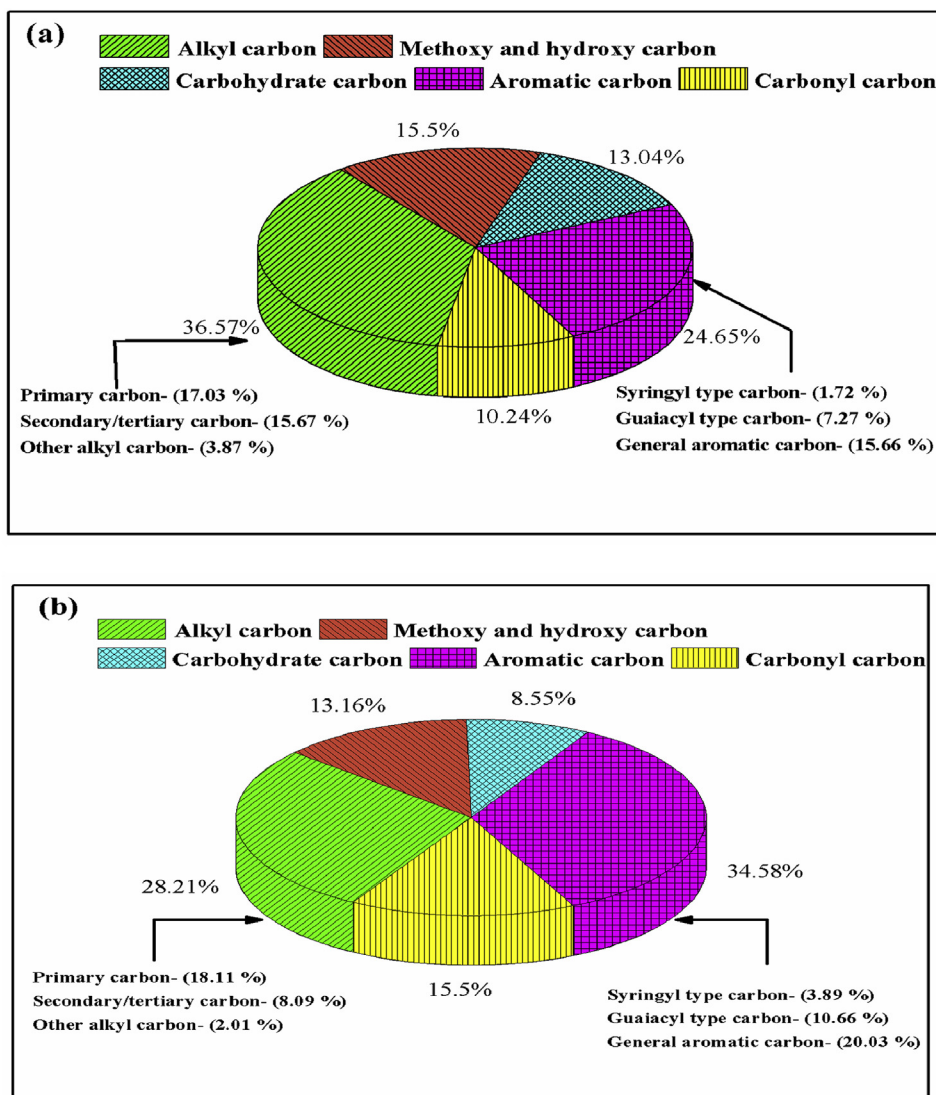 (a)
Alkyl carbon Methoxy and hydroxy carbon
Carbohydrate carbon Aromatic carbon Carbonyl carbon
15.5%
13.04%
36.57%
24.65%
10.24%
Primary carbon- (17.03 %)
Secondary/tertiary carbon- (15.67 %)
Other alkyl carbon- (3.87 %)
Syringyl type carbon- (1.72 %)
Guaiacyl type carbon- (7.27 %)
General aromatic carbon- (15.66 %)
(b)
Alkyl carbon Methoxy and hydroxy carbon
Carbohydrate carbon Aromatic carbon Carbonyl carbon
13.16%
8.55%
28.21%
34.58%
15.5%
Primary carbon- (18.11 %)
Secondary/tertiary carbon- (8.09 %)
Other alkyl carbon- (2.01 %)
Syringyl type carbon- (3.89 %)
Guaiacyl type carbon- (10.66 %)
General aromatic carbon- (20.03 %)